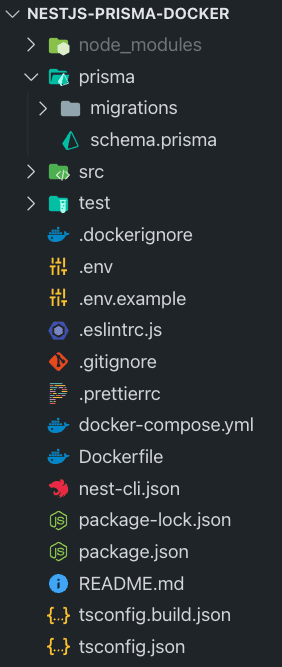 NESTJS-PRISMA-DOCKER
node_modules
prisma
migrations
schema.prisma
src
test
.dockerignore
.env
.env.example
.eslintrc.js
.gitignore
.prettierrc
docker-compose.yml
Dockerfile
nest-cli.json
package-lock.json
package.json
README.md
tsconfig.build.json
tsconfig.json